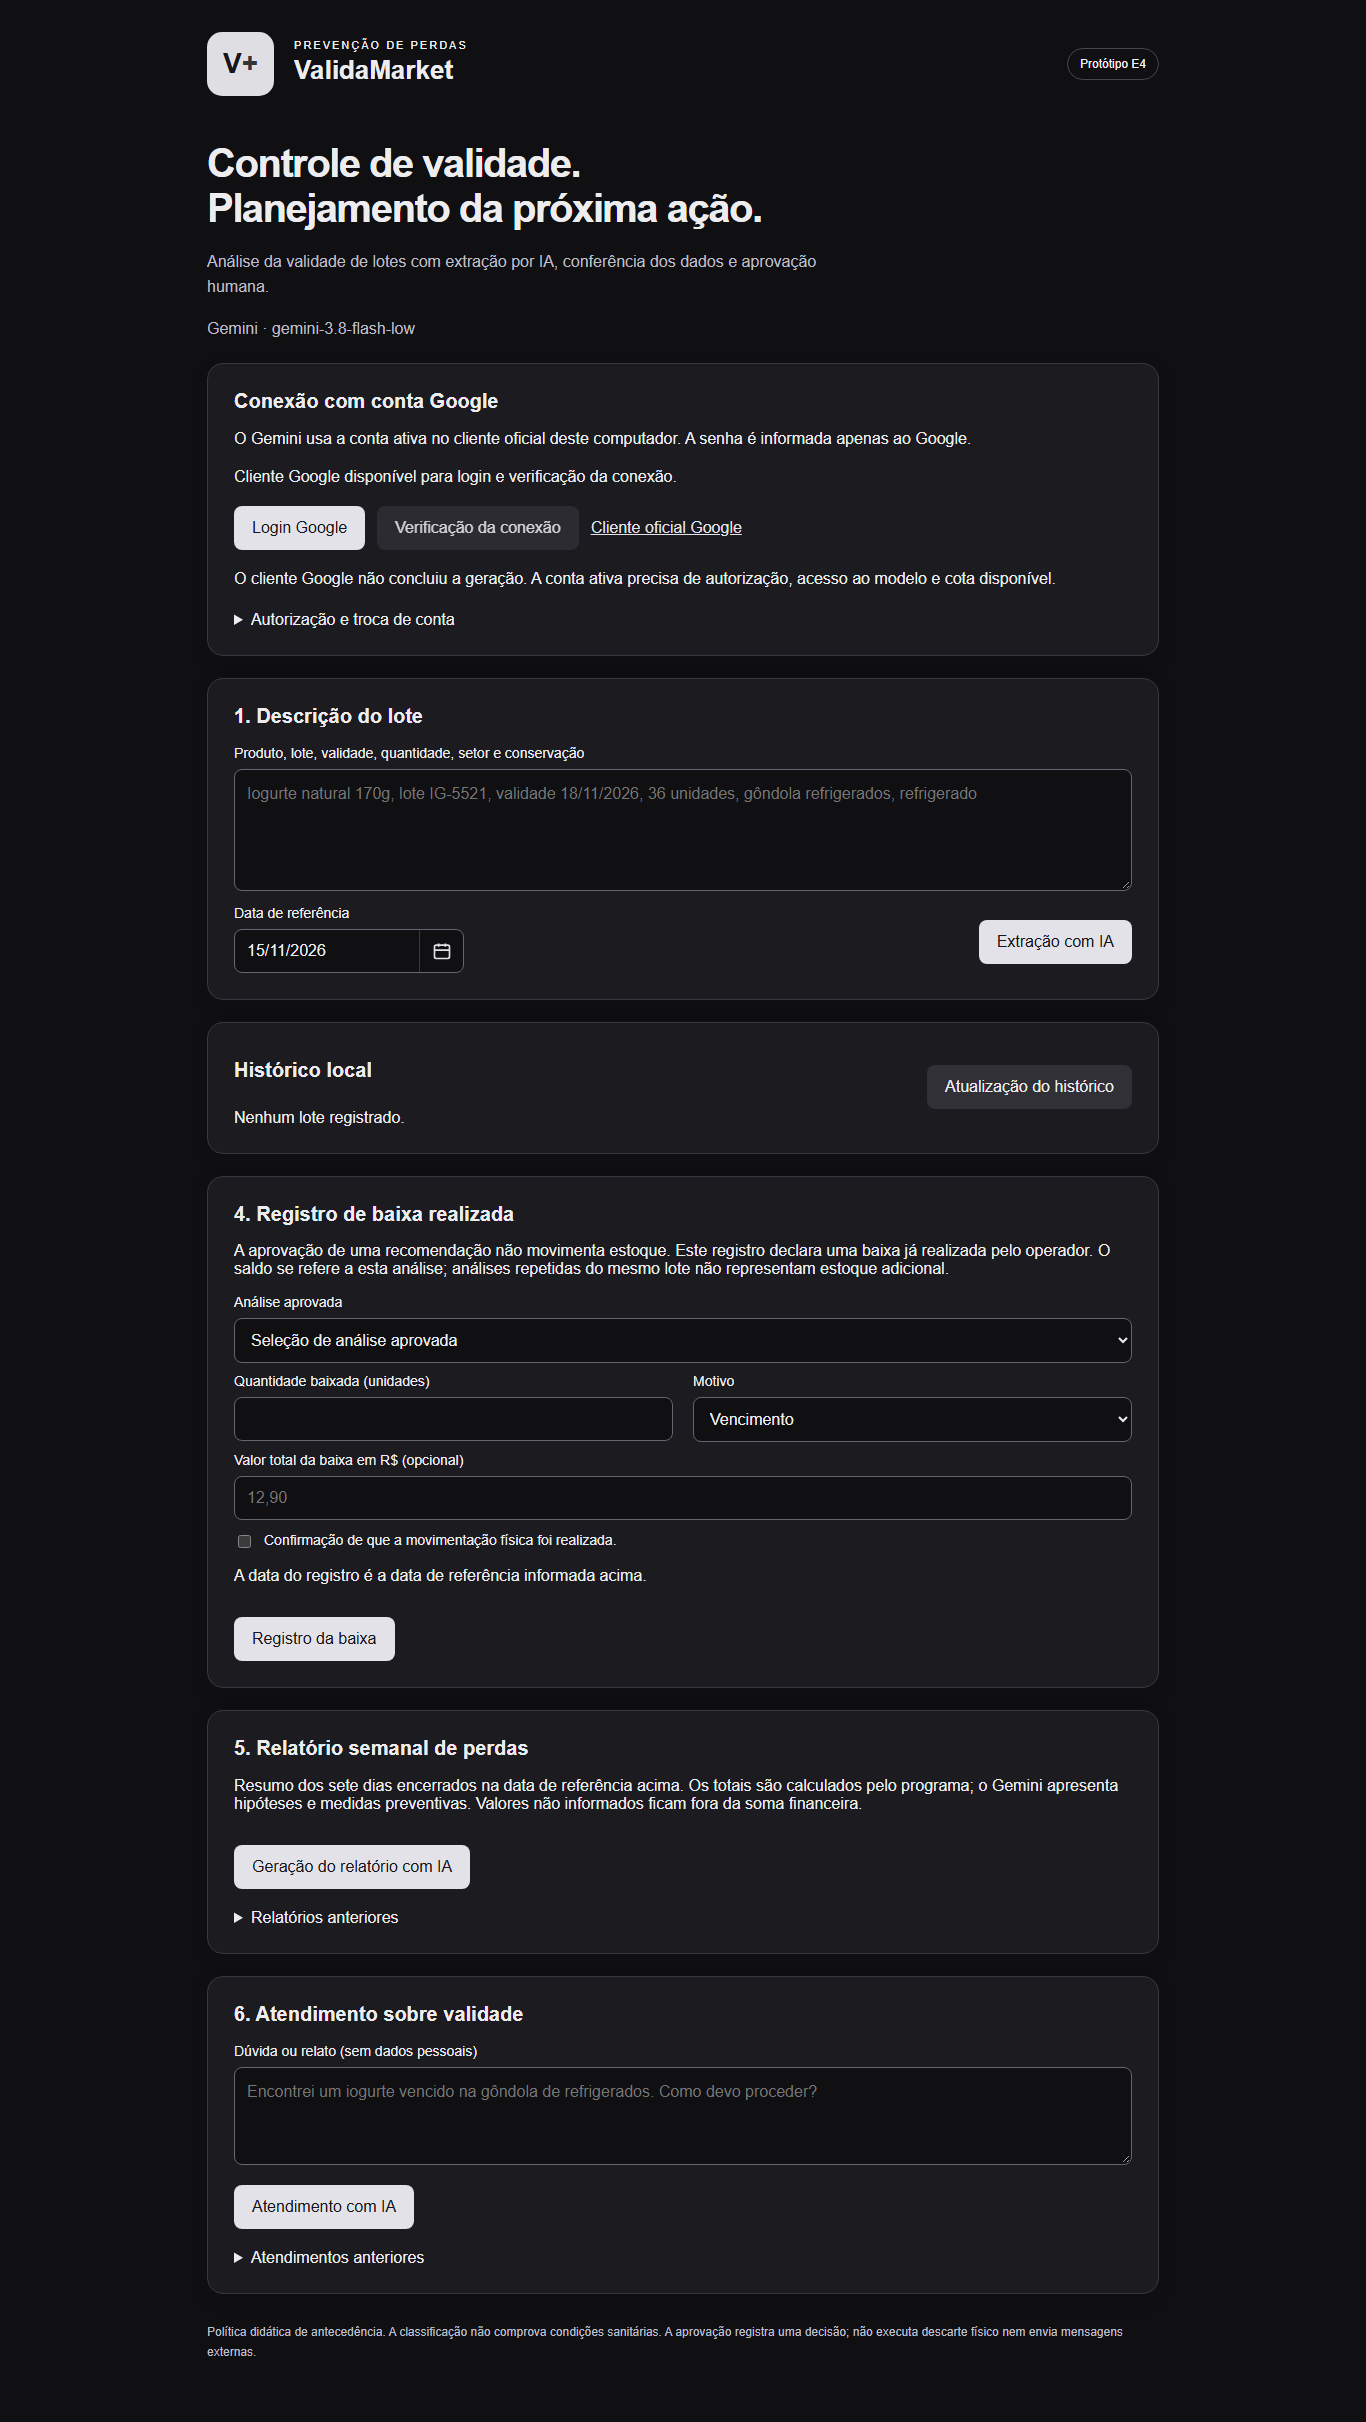 V+
PREVENÇÃO DE PERDAS
ValidaMarket
Protótipo E4
Controle de validade.
Planejamento da próxima ação.
Análise da validade de lotes com extração por IA, conferência dos dados e aprovação
humana.
Gemini · gemini-3.8-flash-low
Conexão com conta Google
O Gemini usa a conta ativa no cliente oficial deste computador. A senha é informada apenas ao Google.
Cliente Google disponível para login e verificação da conexão.
Login Google
Verificação da conexão
Cliente oficial Google
O cliente Google não concluiu a geração. A conta ativa precisa de autorização, acesso ao modelo e cota disponível.
Autorização e troca de conta
1. Descrição do lote
Produto, lote, validade, quantidade, setor e conservação
Iogurte natural 170g, lote IG-5521, validade 18/11/2026, 36 unidades, gôndola refrigerados, refrigerado
Data de referência
15/11/2026
Extração com IA
Histórico local
Atualização do histórico
Nenhum lote registrado.
4. Registro de baixa realizada
A aprovação de uma recomendação não movimenta estoque. Este registro declara uma baixa já realizada pelo operador. O
saldo se refere a esta análise; análises repetidas do mesmo lote não representam estoque adicional.
Análise aprovada
Seleção de análise aprovada
Quantidade baixada (unidades)
Motivo
Vencimento
Valor total da baixa em R$ (opcional)
12,90
Confirmação de que a movimentação física foi realizada.
A data do registro é a data de referência informada acima.
Registro da baixa
5. Relatório semanal de perdas
Resumo dos sete dias encerrados na data de referência acima. Os totais são calculados pelo programa; o Gemini apresenta
hipóteses e medidas preventivas. Valores não informados ficam fora da soma financeira.
Geração do relatório com IA
Relatórios anteriores
6. Atendimento sobre validade
Dúvida ou relato (sem dados pessoais)
Encontrei um iogurte vencido na gôndola de refrigerados. Como devo proceder?
Atendimento com IA
Atendimentos anteriores
Política didática de antecedência. A classificação não comprova condições sanitárias. A aprovação registra uma decisão; não executa descarte físico nem envia mensagens
externas.